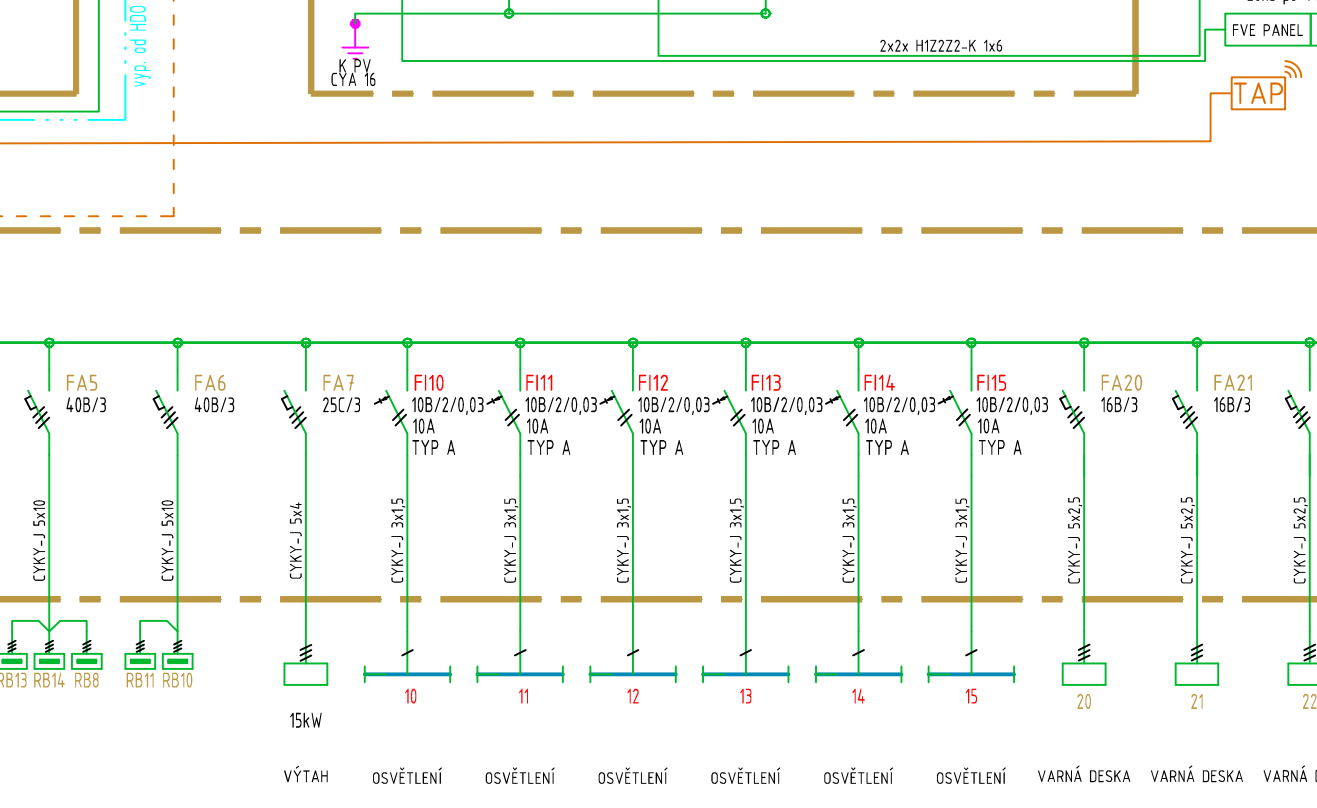 vyp. od HDO
K PV
CYA 16
2x2x H1Z2Z2-K 1x6
FVE PANEL
TAP
FA5
40B/3
FA6
40B/3
FA7
25C/3
FI10
10B/2/0,03
10A
TYP A
FI11
10B/2/0,03
10A
TYP A
FI12
10B/2/0,03
10A
TYP A
FI13
10B/2/0,03
10A
TYP A
FI14
10B/2/0,03
10A
TYP A
FI15
10B/2/0,03
10A
TYP A
FA20
16B/3
FA21
16B/3
CYKY-J 5x10
CYKY-J 5x10
CYKY-J 5x4
CYKY-J 3x1,5
CYKY-J 3x1,5
CYKY-J 3x1,5
CYKY-J 3x1,5
CYKY-J 3x1,5
CYKY-J 3x1,5
CYKY-J 5x2,5
CYKY-J 5x2,5
CYKY-J 5x2,5
RB13 RB14 RB8 RB11 RB10
10 11 12 13 14 15 20 21 22
15kW
VÝTAH OSVĚTLENÍ OSVĚTLENÍ OSVĚTLENÍ OSVĚTLENÍ OSVĚTLENÍ OSVĚTLENÍ VARNÁ DESKA VARNÁ DESKA VARNÁ